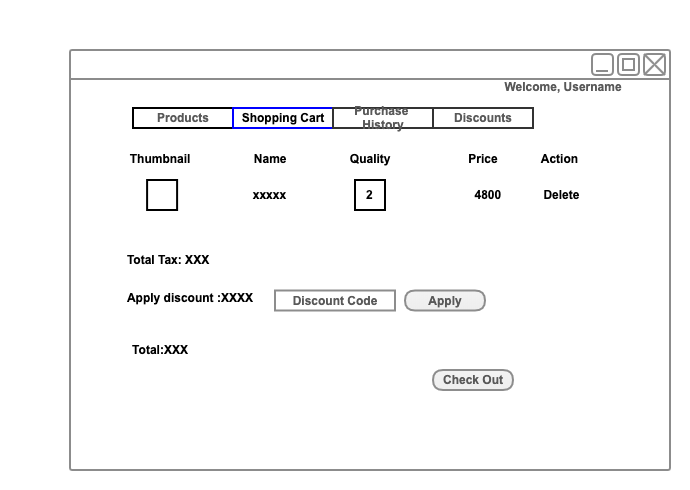 Welcome, Username
Products Shopping Cart Purchase History Discounts
Thumbnail Name Quality Price Action
xxxxx 2 4800 Delete
Total Tax: XXX
Apply discount :XXXX Discount Code Apply
Total:XXX
Check Out